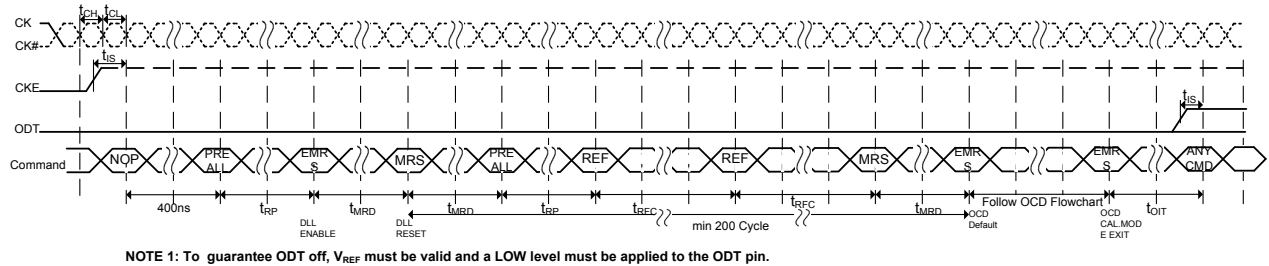 CK
CK#
tCH
tCL
tIS
CKE
ODT
tIS
Command
NOP
PRE
ALL
EMR
S
MRS
PRE
ALL
REF
REF
MRS
EMR
S
EMR
S
ANY
CMD
400ns
tRP
tMRD
tMRD
tRP
tRFC
tRFC
tMRD
Follow OCD Flowchart
tOIT
DLL
ENABLE
DLL
RESET
min 200 Cycle
OCD
Default
OCD
CAL.MOD
E EXIT
NOTE 1: To guarantee ODT off, VREF must be valid and a LOW level must be applied to the ODT pin.